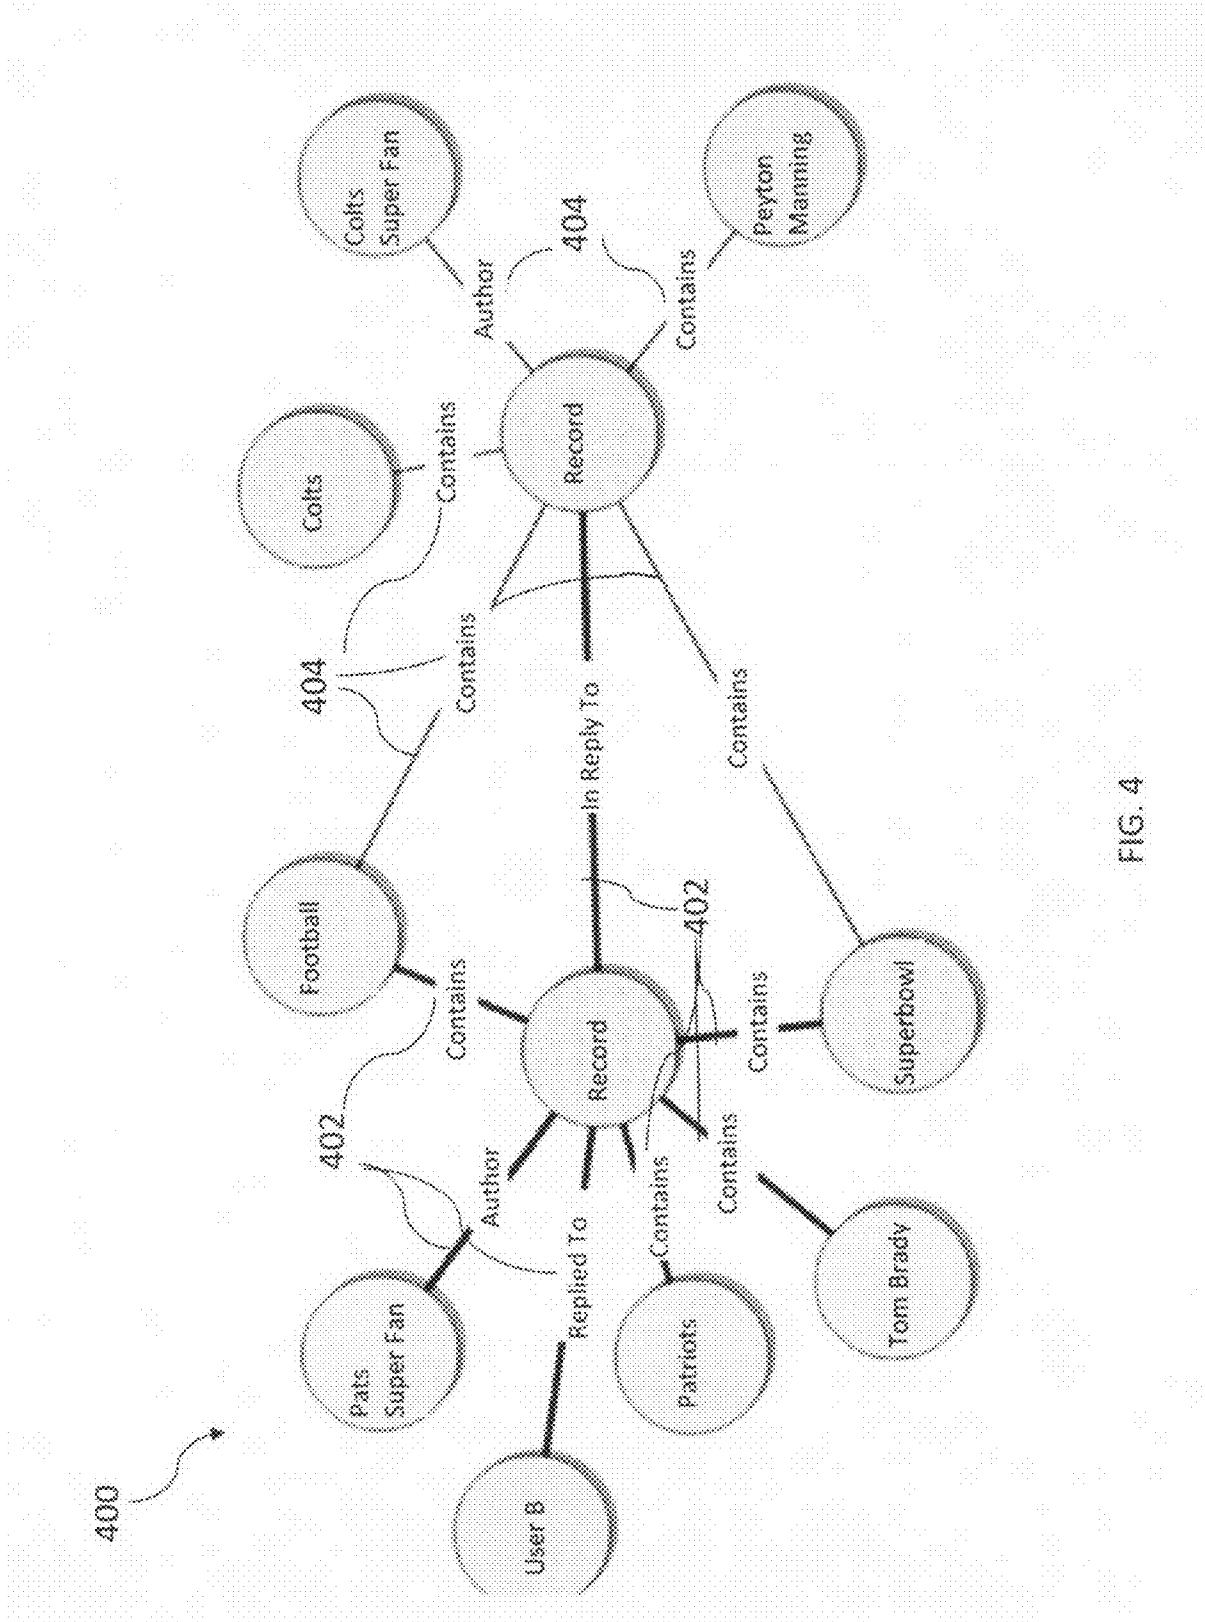 400
402
404
Football
Colts
Colts
Super Fan
Pats
Super Fan
Contains
Contains
Contains
Author
Author
404
User B
Replied To
Record
In Reply To
Record
Contains
Contains
402
Contains
Contains
Contains
Patriots
Peyton
Manning
Tom Brady
Superbowl
FIG. 4